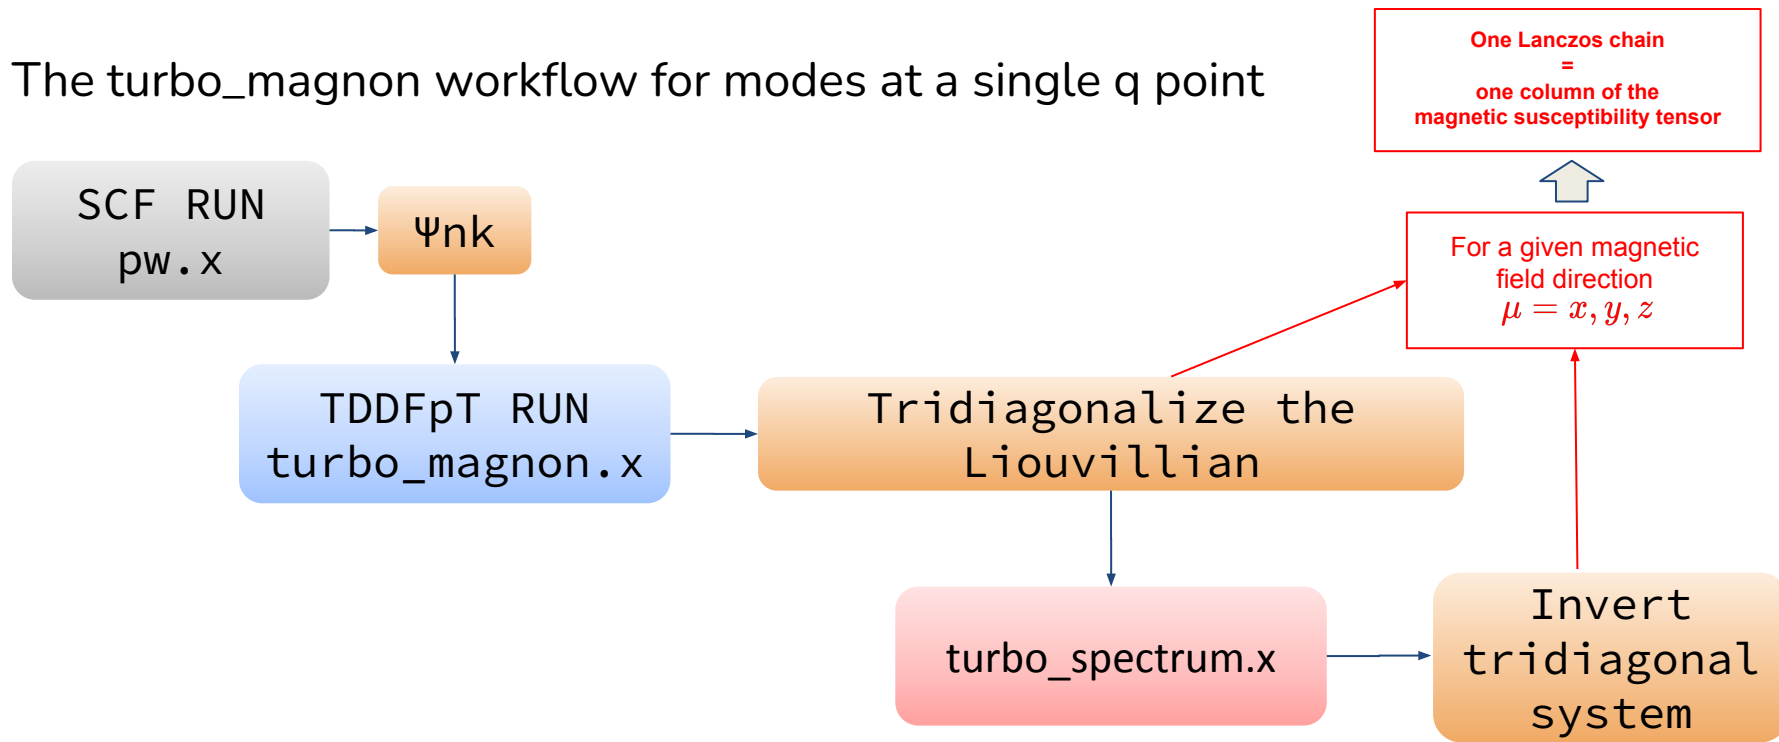 One Lanczos chain
=
one column of the
magnetic susceptibility tensor
The turbo_magnon workflow for modes at a single q point
SCF RUN
pw.x
Ψnk
For a given magnetic
field direction
μ = x, y, z
TDDFpT RUN
turbo_magnon.x
Tridiagonalize the
Liouvillian
turbo_spectrum.x
Invert
tridiagonal
system